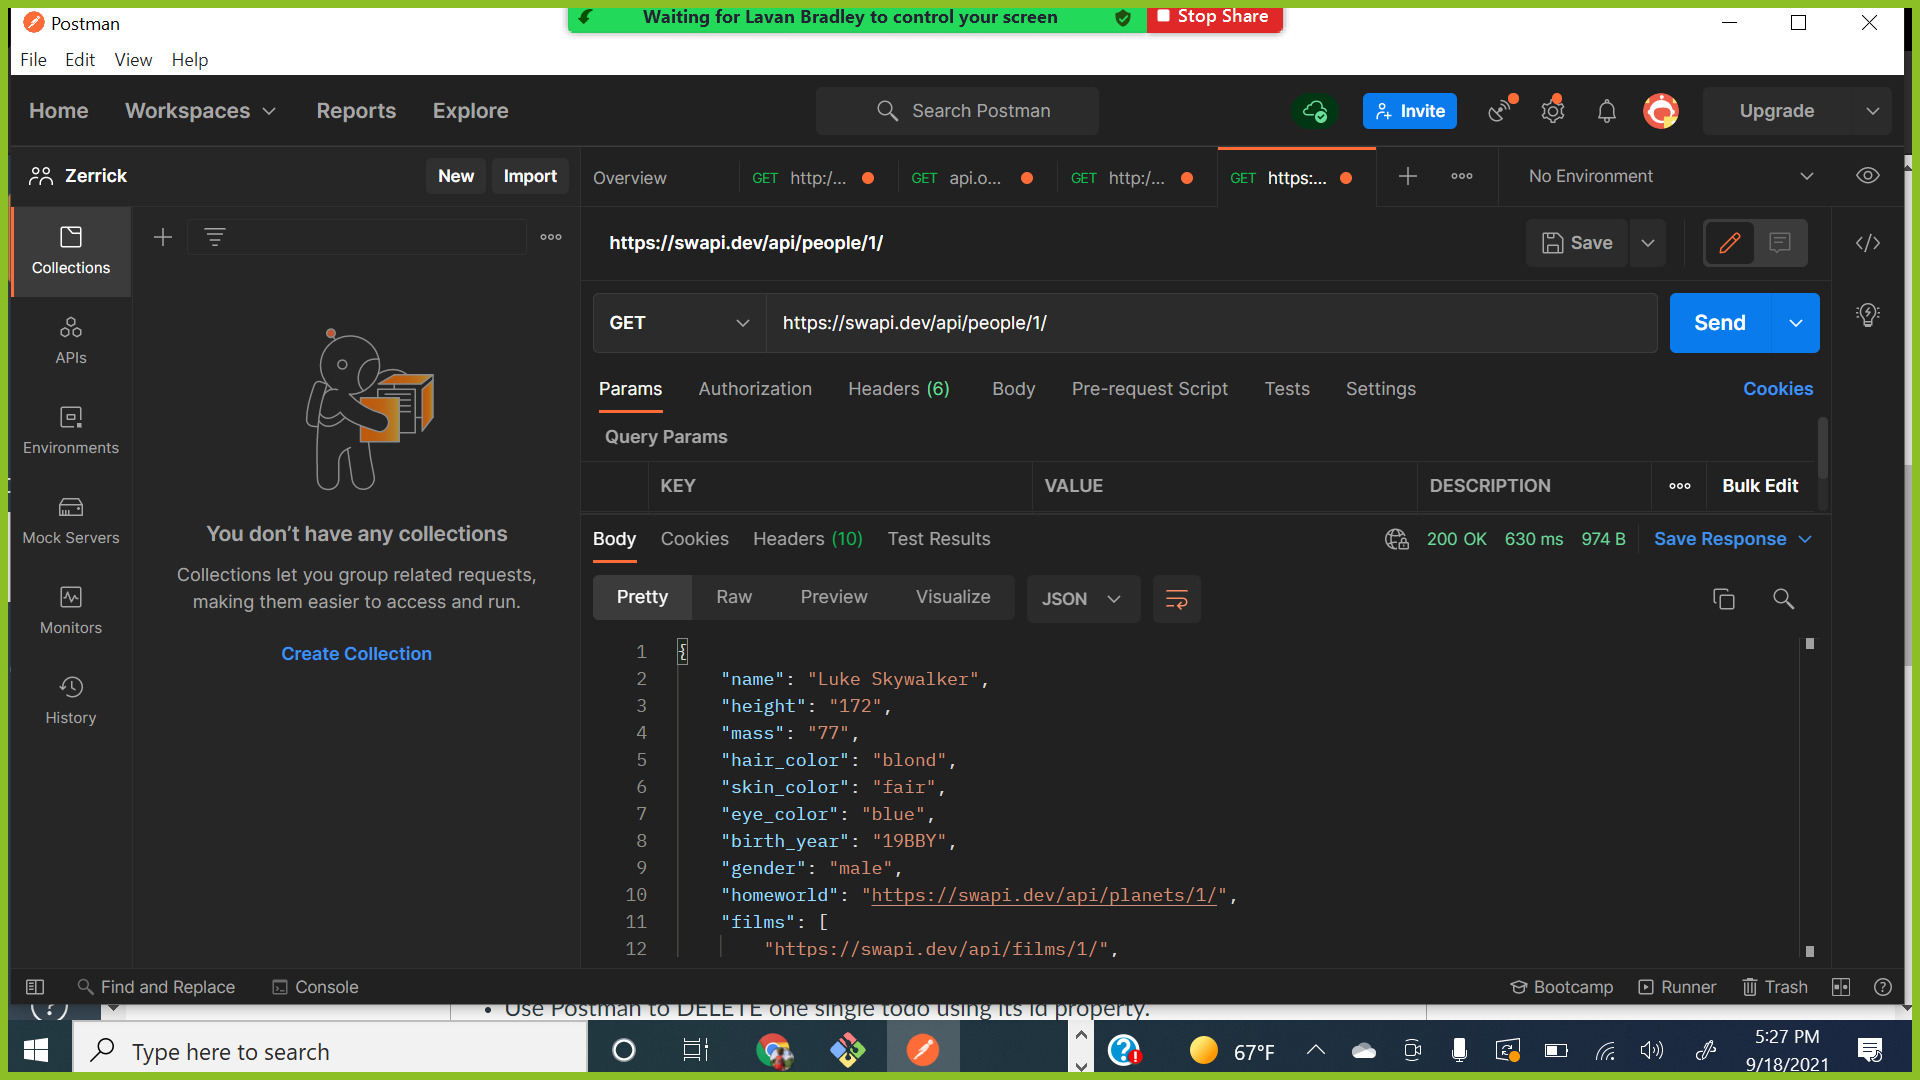 Waiting for Lavan Bradley to control your screen
Stop Share
Postman
File Edit View Help
Home Workspaces Reports Explore
Search Postman
Invite
Upgrade
Zerrick
New Import
Overview
GET http:/...
GET api.o...
GET http:/...
GET https:...
No Environment
Collections
APIs
Environments
Mock Servers
Monitors
History
You don't have any collections
Collections let you group related requests,
making them easier to access and run.
Create Collection
https://swapi.dev/api/people/1/
Save
GET
https://swapi.dev/api/people/1/
Send
Params Authorization Headers (6) Body Pre-request Script Tests Settings Cookies
Query Params
KEY VALUE DESCRIPTION Bulk Edit
Body Cookies Headers (10) Test Results 200 OK 630 ms 974 B Save Response
Pretty Raw Preview Visualize JSON
1 {
2 "name": "Luke Skywalker",
3 "height": "172",
4 "mass": "77",
5 "hair_color": "blond",
6 "skin_color": "fair",
7 "eye_color": "blue",
8 "birth_year": "19BBY",
9 "gender": "male",
10 "homeworld": "https://swapi.dev/api/planets/1/",
11 "films": [
12 "https://swapi.dev/api/films/1/",
Find and Replace Console Bootcamp Runner Trash
• Use Postman to DELETE one single todo using its id property.
Type here to search
67°F
5:27 PM
9/18/2021